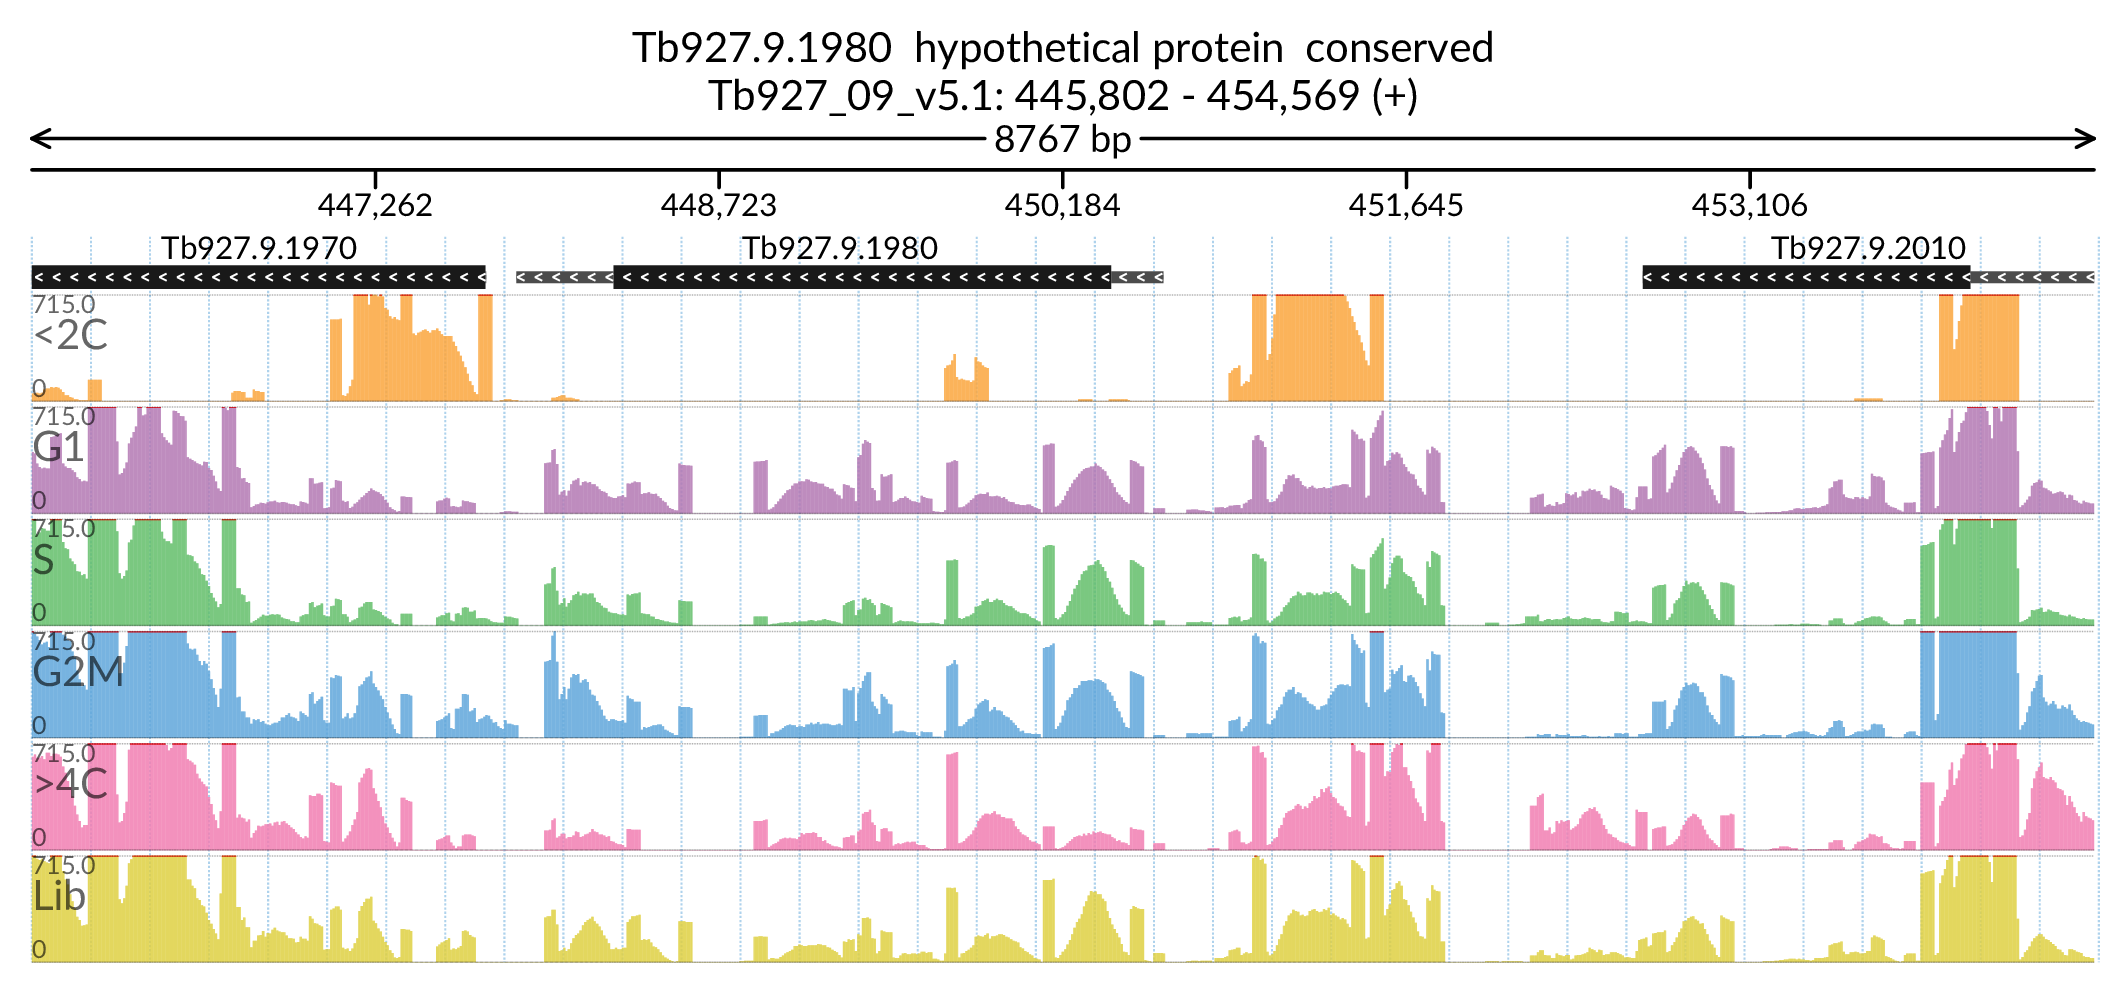 Tb927.9.1980  hypothetical protein  conserved
Tb927_09_v5.1: 445,802 - 454,569 (+)
8767 bp
447,262 448,723 450,184 451,645 453,106
Tb927.9.1970 Tb927.9.1980 Tb927.9.2010
715.0
<2C
0
715.0
G1
0
715.0
S
0
715.0
G2M
0
715.0
>4C
0
715.0
Lib
0